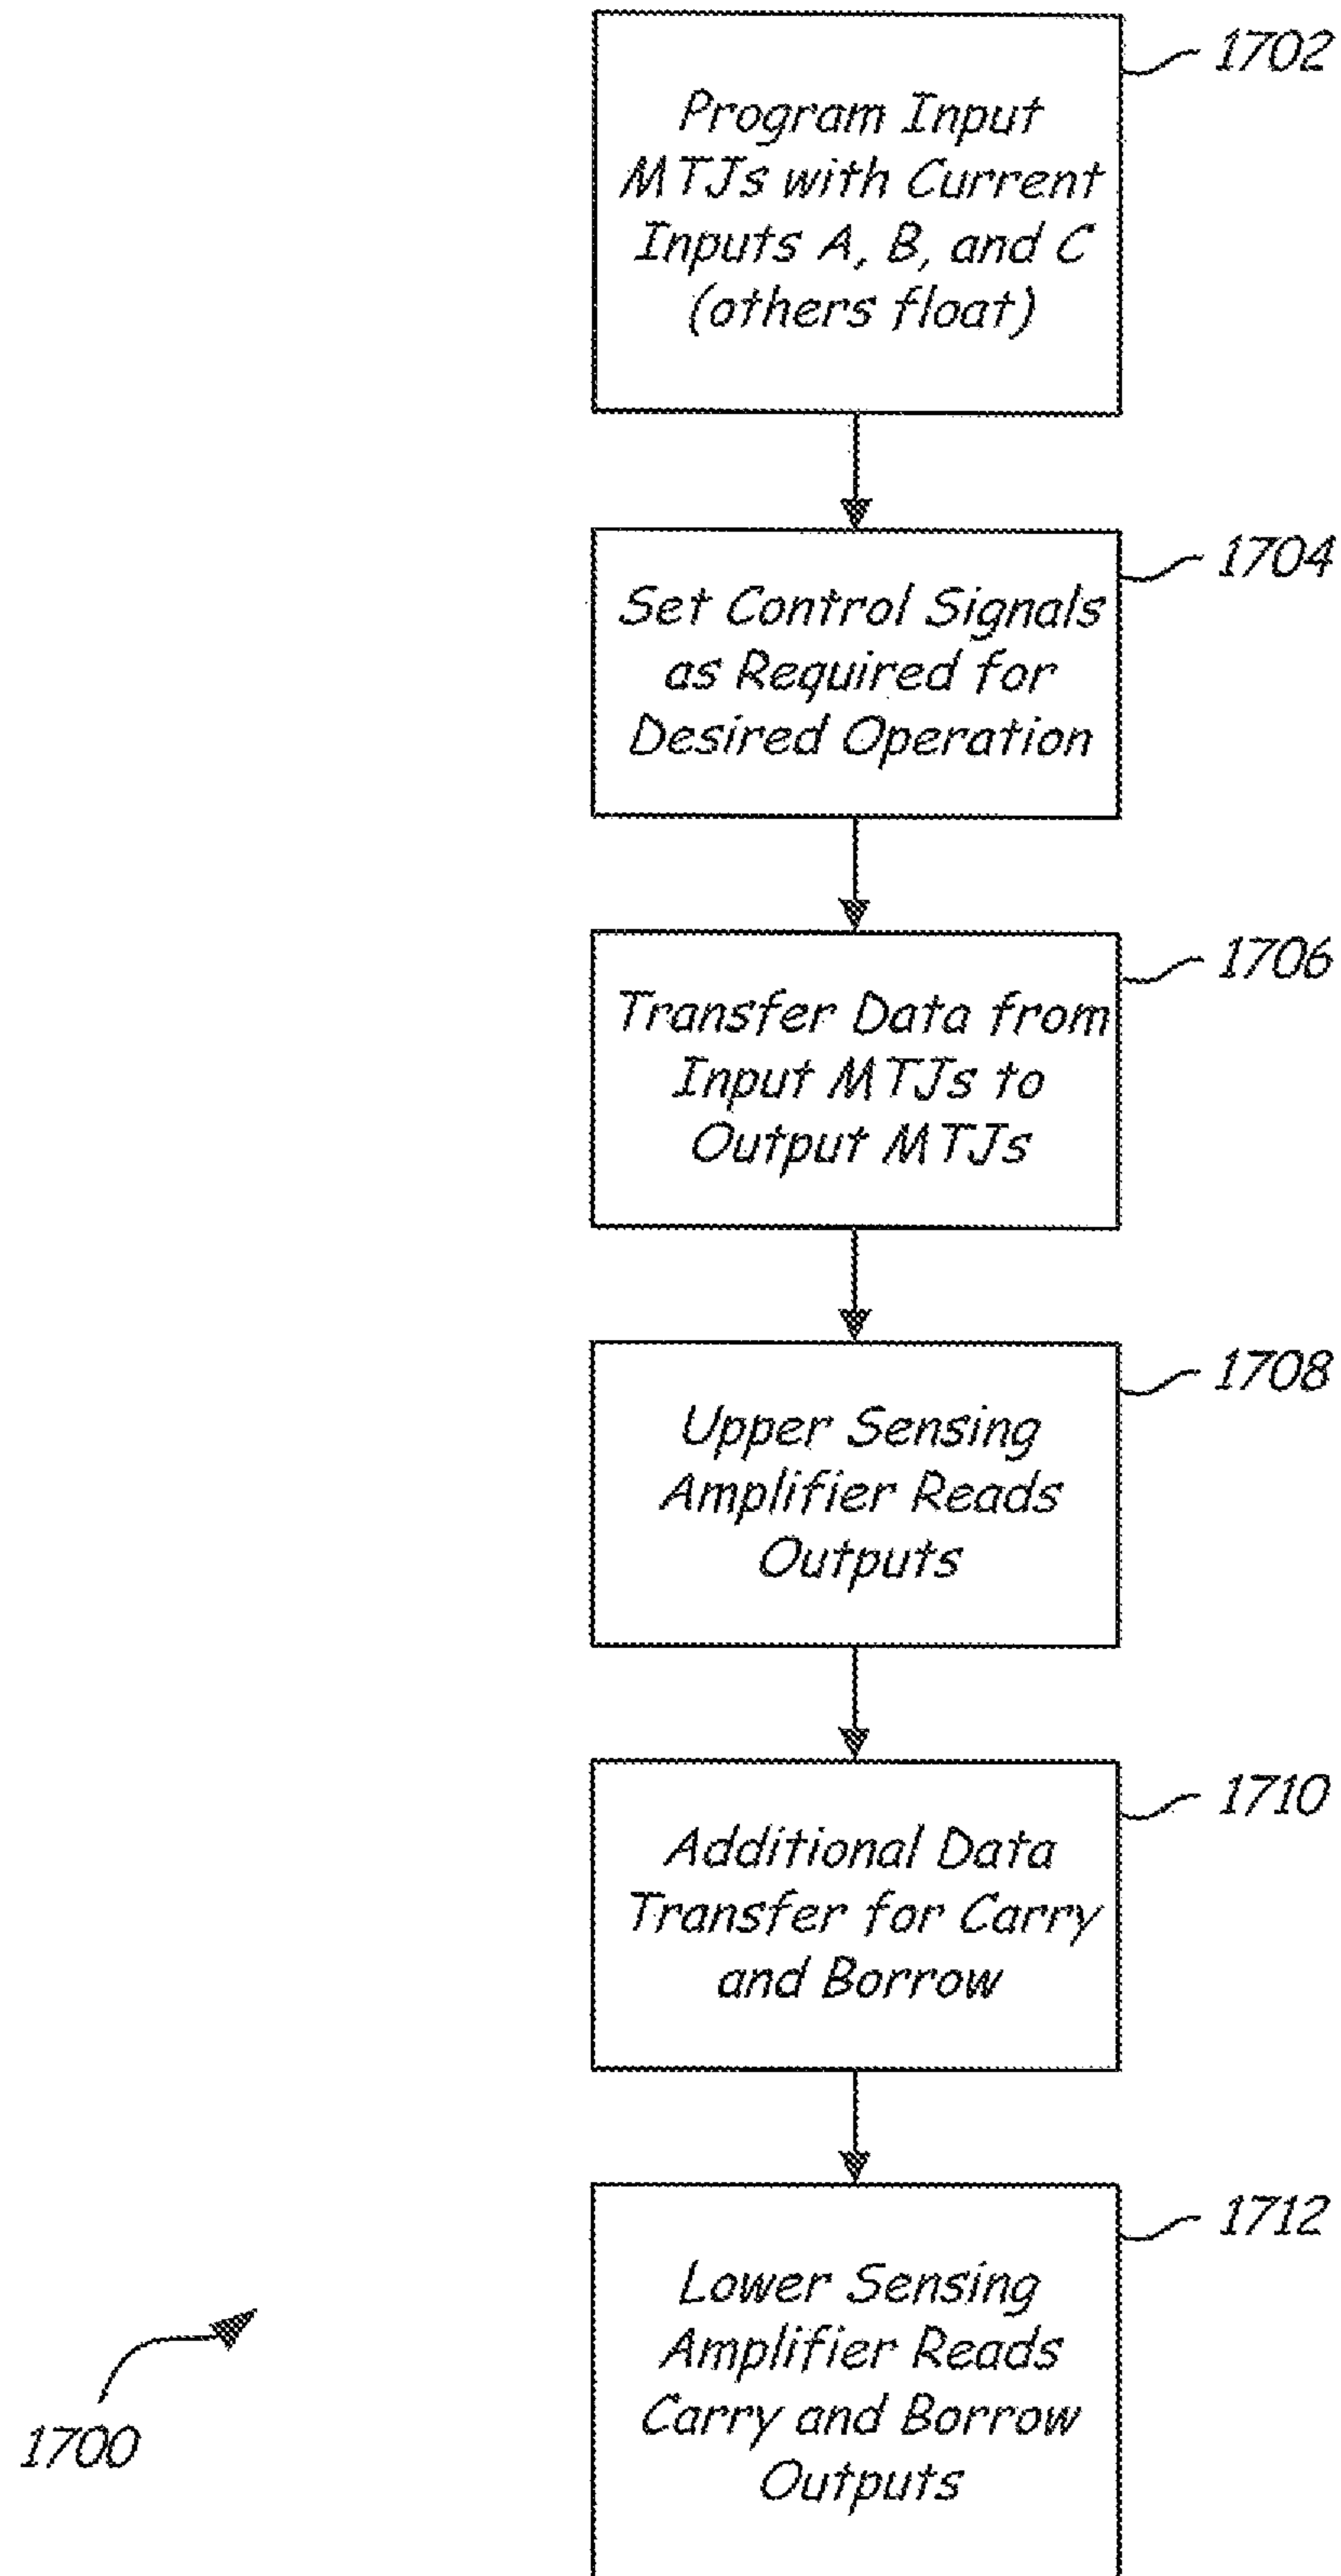 Program Input
MTJs with Current
Inputs A, B, and C
(others float)
1702
Set Control Signals
as Required for
Desired Operation
1704
Transfer Data from
Input MTJs to
Output MTJs
1706
Upper Sensing
Amplifier Reads
Outputs
1708
Additional Data
Transfer for Carry
and Borrow
1710
Lower Sensing
Amplifier Reads
Carry and Borrow
Outputs
1712
1700